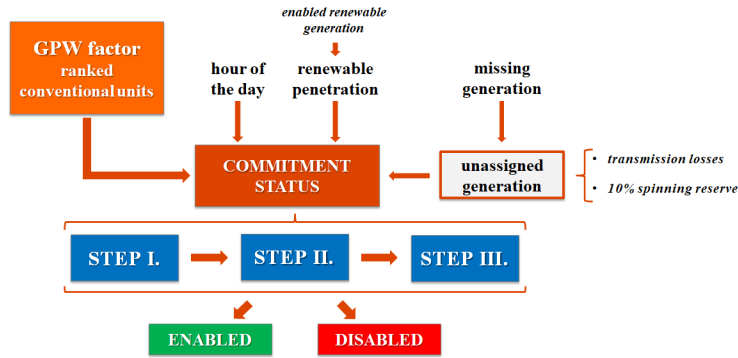 enabled renewable
generation
GPW factor
ranked
conventional units
hour of
the day
renewable
penetration
missing
generation
COMMITMENT
STATUS
unassigned
generation
• transmission losses
• 10% spinning reserve
STEP I.
STEP II.
STEP III.
ENABLED
DISABLED